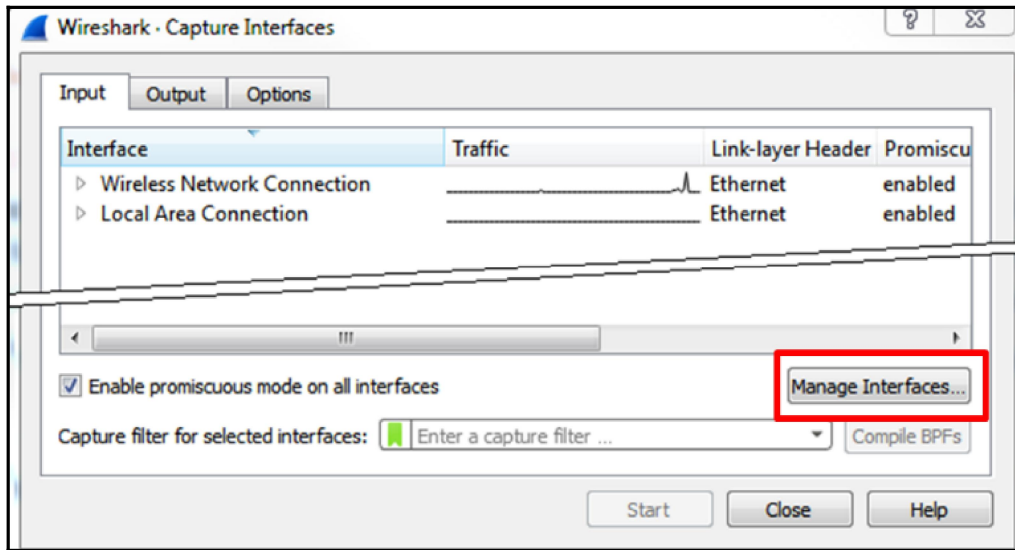 Wireshark · Capture Interfaces
Input Output Options
Interface Traffic Link-layer Header Promiscu
Wireless Network Connection Ethernet enabled
Local Area Connection Ethernet enabled
Enable promiscuous mode on all interfaces Manage Interfaces...
Capture filter for selected interfaces: Enter a capture filter ... Compile BPFs
Start Close Help